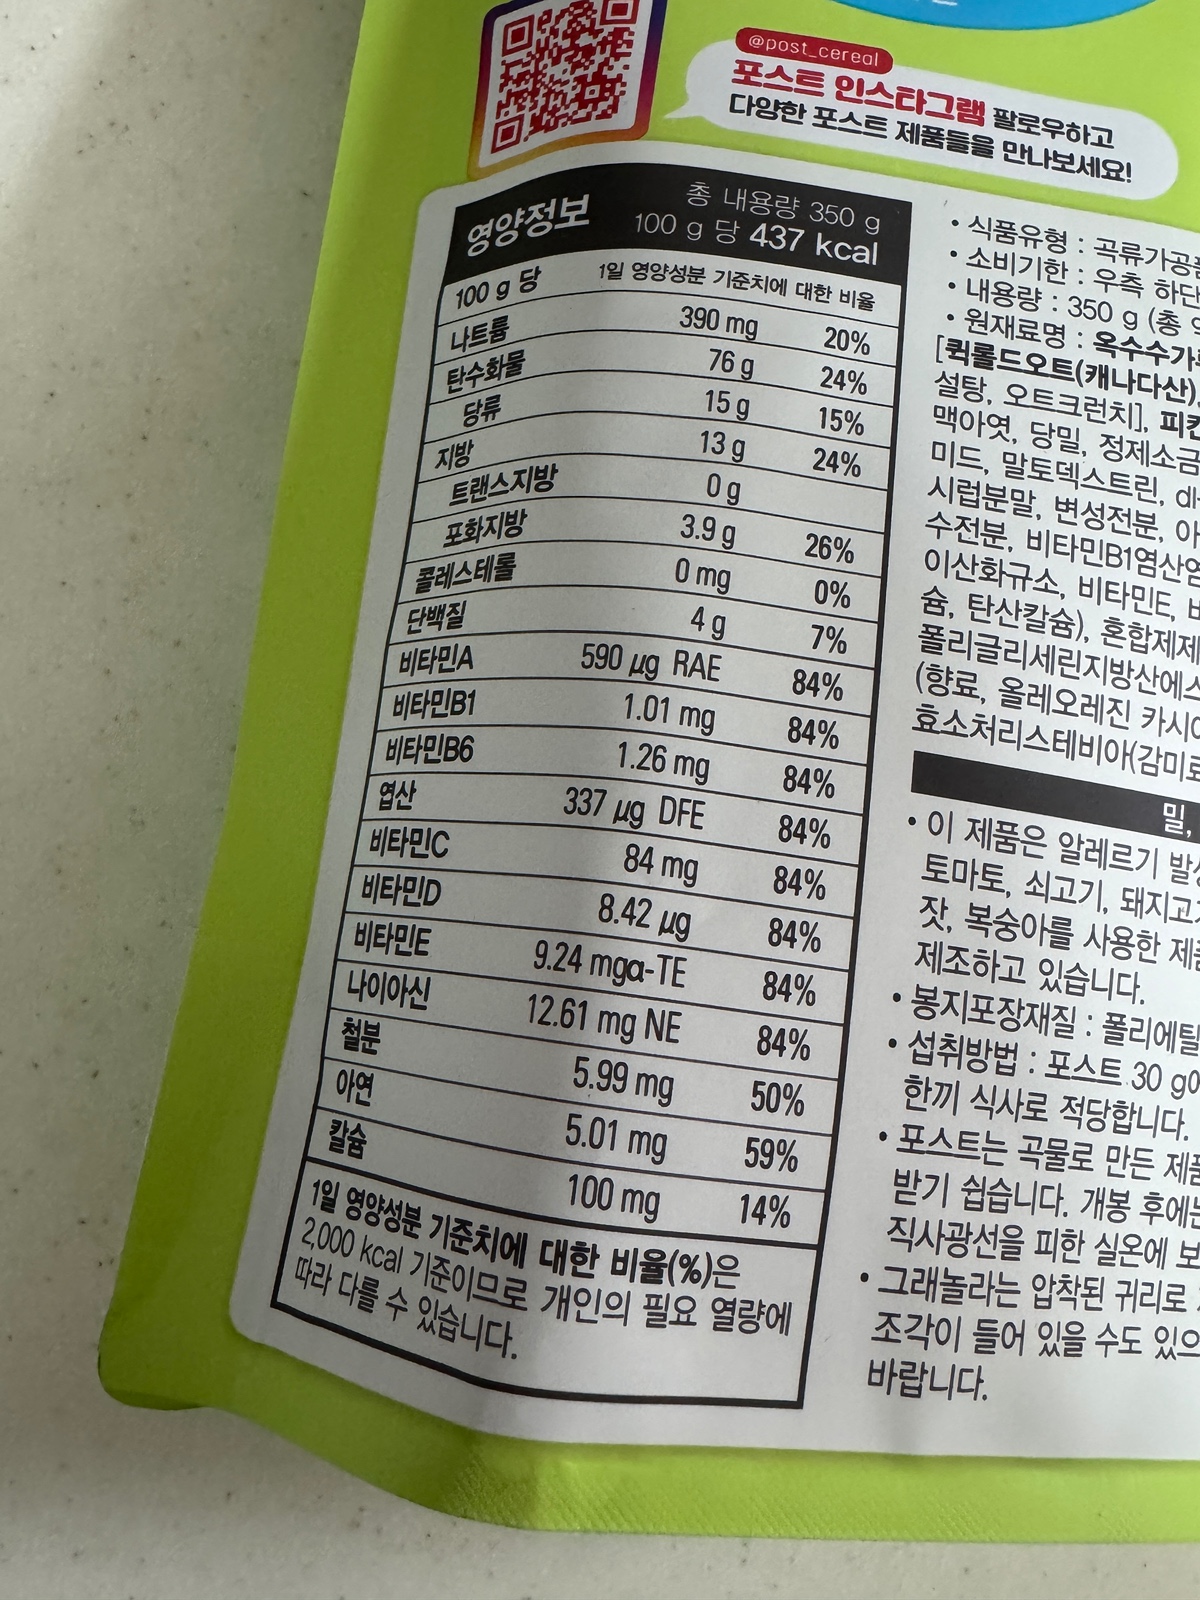 @post_cereal
포스트 인스타그램 팔로우하고
다양한 포스트 제품들을 만나보세요!
영양정보
총 내용량 350 g
100 g 당 437 kcal
100 g 당 1일 영양성분 기준치에 대한 비율
나트륨 390 mg 20%
탄수화물 76 g 24%
당류 15 g 15%
지방 13 g 24%
트랜스지방 0 g
포화지방 3.9 g 26%
콜레스테롤 0 mg 0%
단백질 4 g 7%
비타민A 590 μg RAE 84%
비타민B1 1.01 mg 84%
비타민B6 1.26 mg 84%
엽산 337 μg DFE 84%
비타민C 84 mg 84%
비타민D 8.42 μg 84%
비타민E 9.24 mgα-TE 84%
나이아신 12.61 mg NE 84%
철분 5.99 mg 50%
아연 5.01 mg 59%
칼슘 100 mg 14%
1일 영양성분 기준치에 대한 비율(%)은
2,000 kcal 기준이므로 개인의 필요 열량에
따라 다를 수 있습니다.
• 식품유형 : 곡류가공
• 소비기한 : 우측 하단
• 내용량 : 350 g (총
• 원재료명 : 옥수수가
[퀵롤드오트(캐나다산),
설탕, 오트크런치], 피칸
맥아엿, 당밀, 정제소금
미드, 말토덱스트린, dl-
시럽분말, 변성전분, 아
수전분, 비타민B1염산염
이산화규소, 비타민E, 비
슘, 탄산칼슘), 혼합제제
폴리글리세린지방산에스
(향료, 올레오레진 카시아
효소처리스테비아(감미료
밀,
• 이 제품은 알레르기 발생
토마토, 쇠고기, 돼지고기
잣, 복숭아를 사용한 제품
제조하고 있습니다.
• 봉지포장재질 : 폴리에틸
• 섭취방법 : 포스트 30 g에
한끼 식사로 적당합니다.
• 포스트는 곡물로 만든 제품
받기 쉽습니다. 개봉 후에는
직사광선을 피한 실온에 보
• 그래놀라는 압착된 귀리로
조각이 들어 있을 수도 있으
바랍니다.